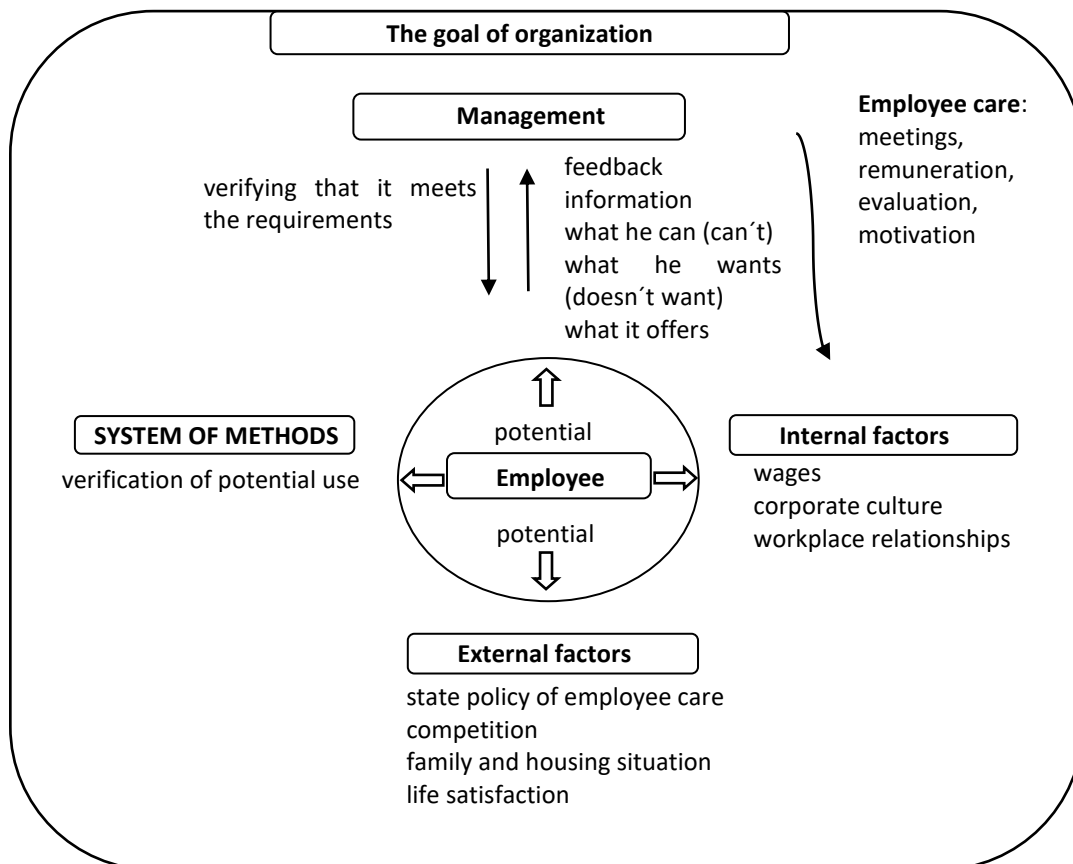 The goal of organization
Management
Employee care:
meetings,
remuneration,
evaluation,
motivation
verifying that it meets
the requirements
feedback
information
what he can (can´t)
what he wants
(doesn´t want)
what it offers
SYSTEM OF METHODS
verification of potential use
potential
Employee
potential
Internal factors
wages
corporate culture
workplace relationships
External factors
state policy of employee care
competition
family and housing situation
life satisfaction